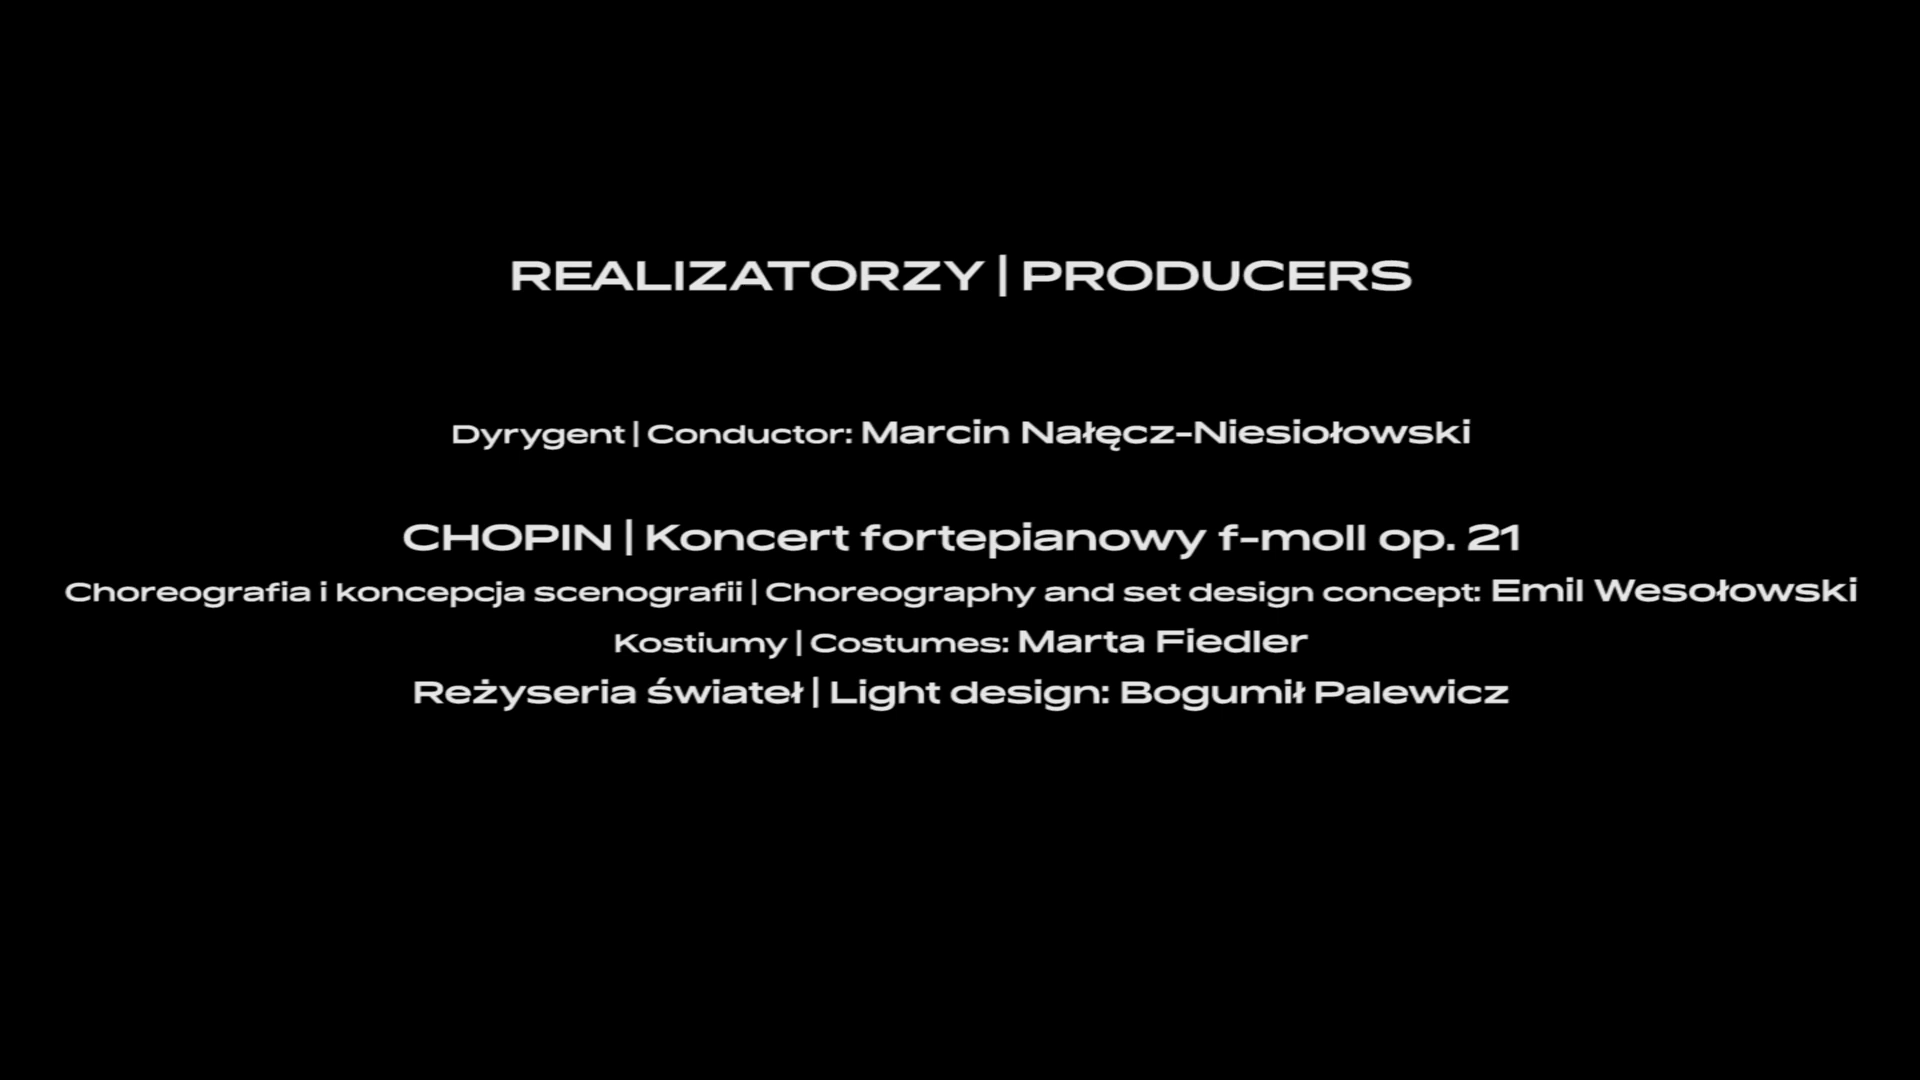 REALIZATORZY | PRODUCERS
Dyrygent | Conductor: Marcin Nałęcz-Niesiołowski
CHOPIN | Koncert fortepianowy f-moll op. 21
Choreografia i koncepcja scenografii | Choreography and set design concept: Emil Wesołowski
Kostiumy | Costumes: Marta Fiedler
Reżyseria świateł | Light design: Bogumił Palewicz